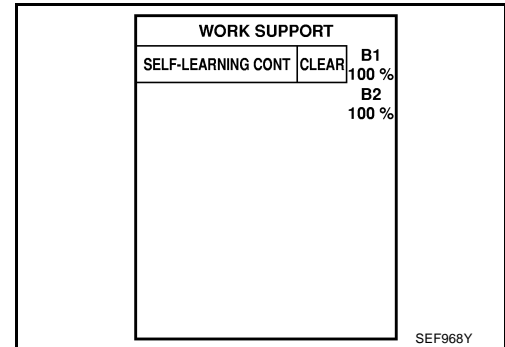 WORK SUPPORT
SELF-LEARNING CONT CLEAR B1
100 %
B2
100 %
SEF968Y